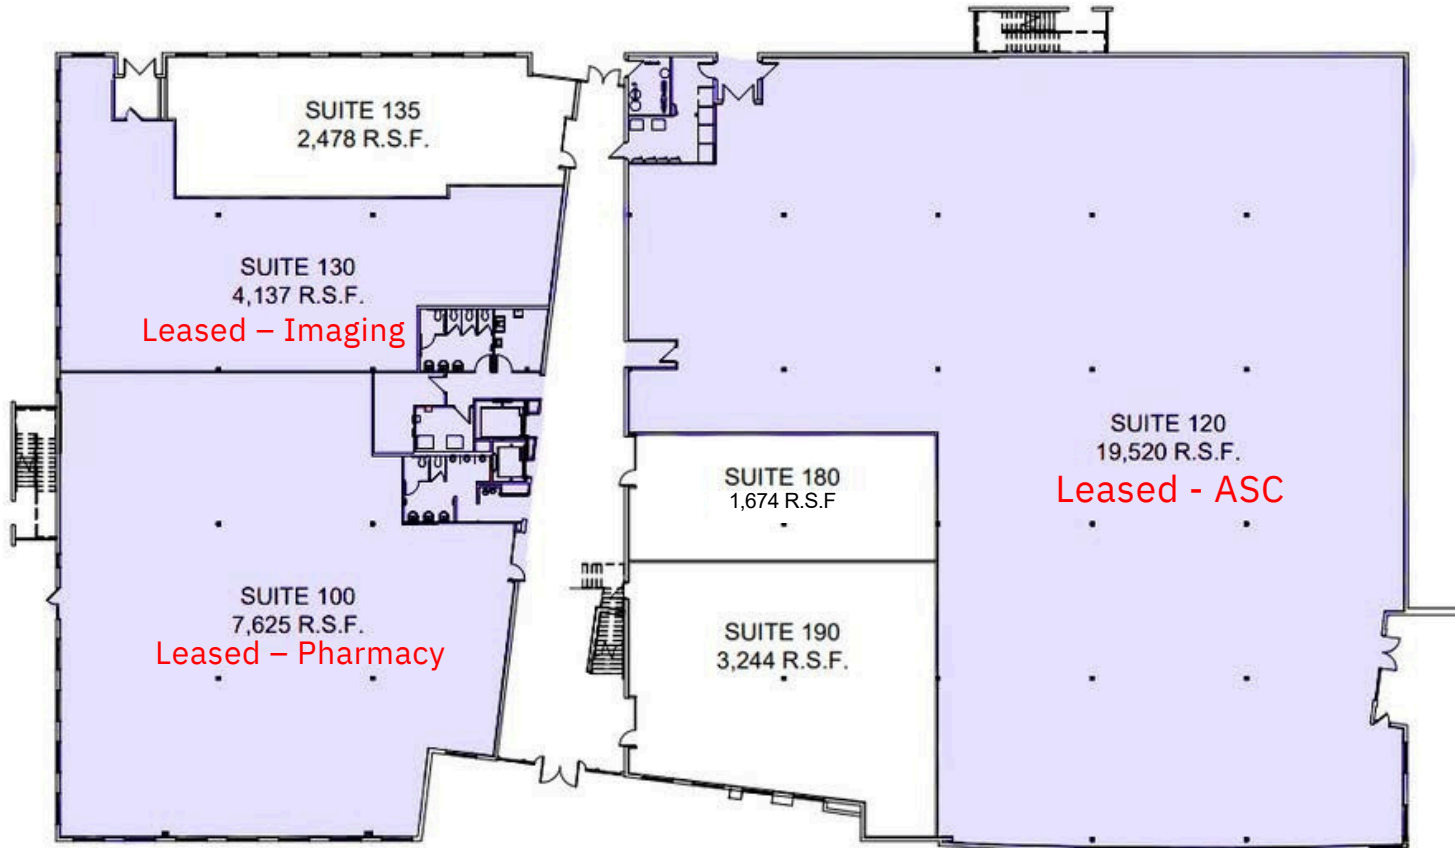 SUITE 135
2,478 R.S.F.
SUITE 130
4,137 R.S.F.
Leased – Imaging
SUITE 120
19,520 R.S.F.
Leased - ASC
SUITE 180
1,674 R.S.F
SUITE 100
7,625 R.S.F.
Leased – Pharmacy
SUITE 190
3,244 R.S.F.